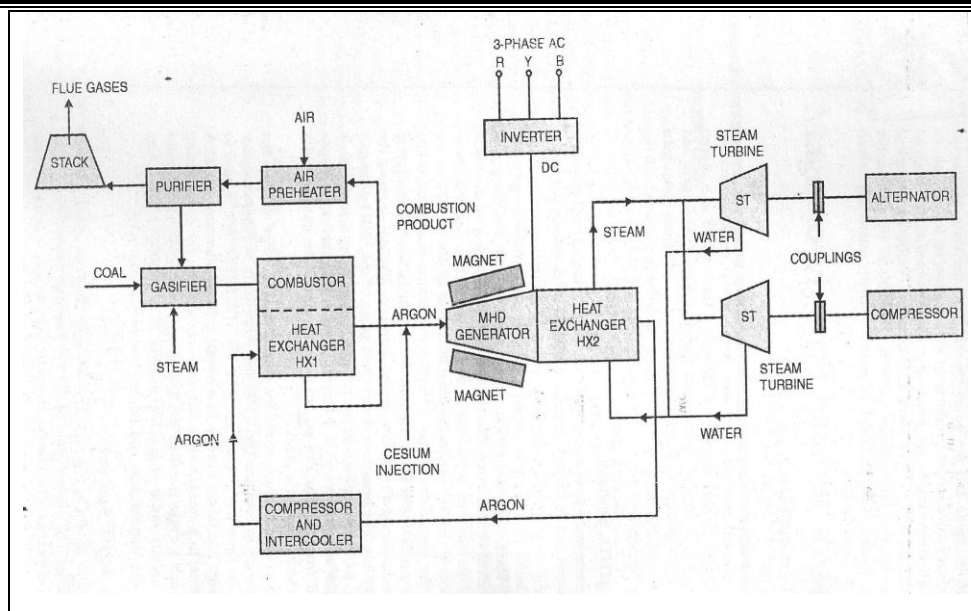 3-PHASE AC
R Y B
FLUE GASES
STACK
PURIFIER
AIR
AIR
PREHEATER
INVERTER
DC
STEAM
TURBINE
ST
ALTERNATOR
COMBUSTION
PRODUCT
STEAM
WATER
COUPLINGS
COAL
GASIFIER
STEAM
COMBUSTOR
HEAT
EXCHANGER
HX1
ARGON
MAGNET
MHD
GENERATOR
MAGNET
HEAT
EXCHANGER
HX2
ST
COMPRESSOR
STEAM
TURBINE
WATER
ARGON
CESIUM
INJECTION
COMPRESSOR
AND
INTERCOOLER
ARGON